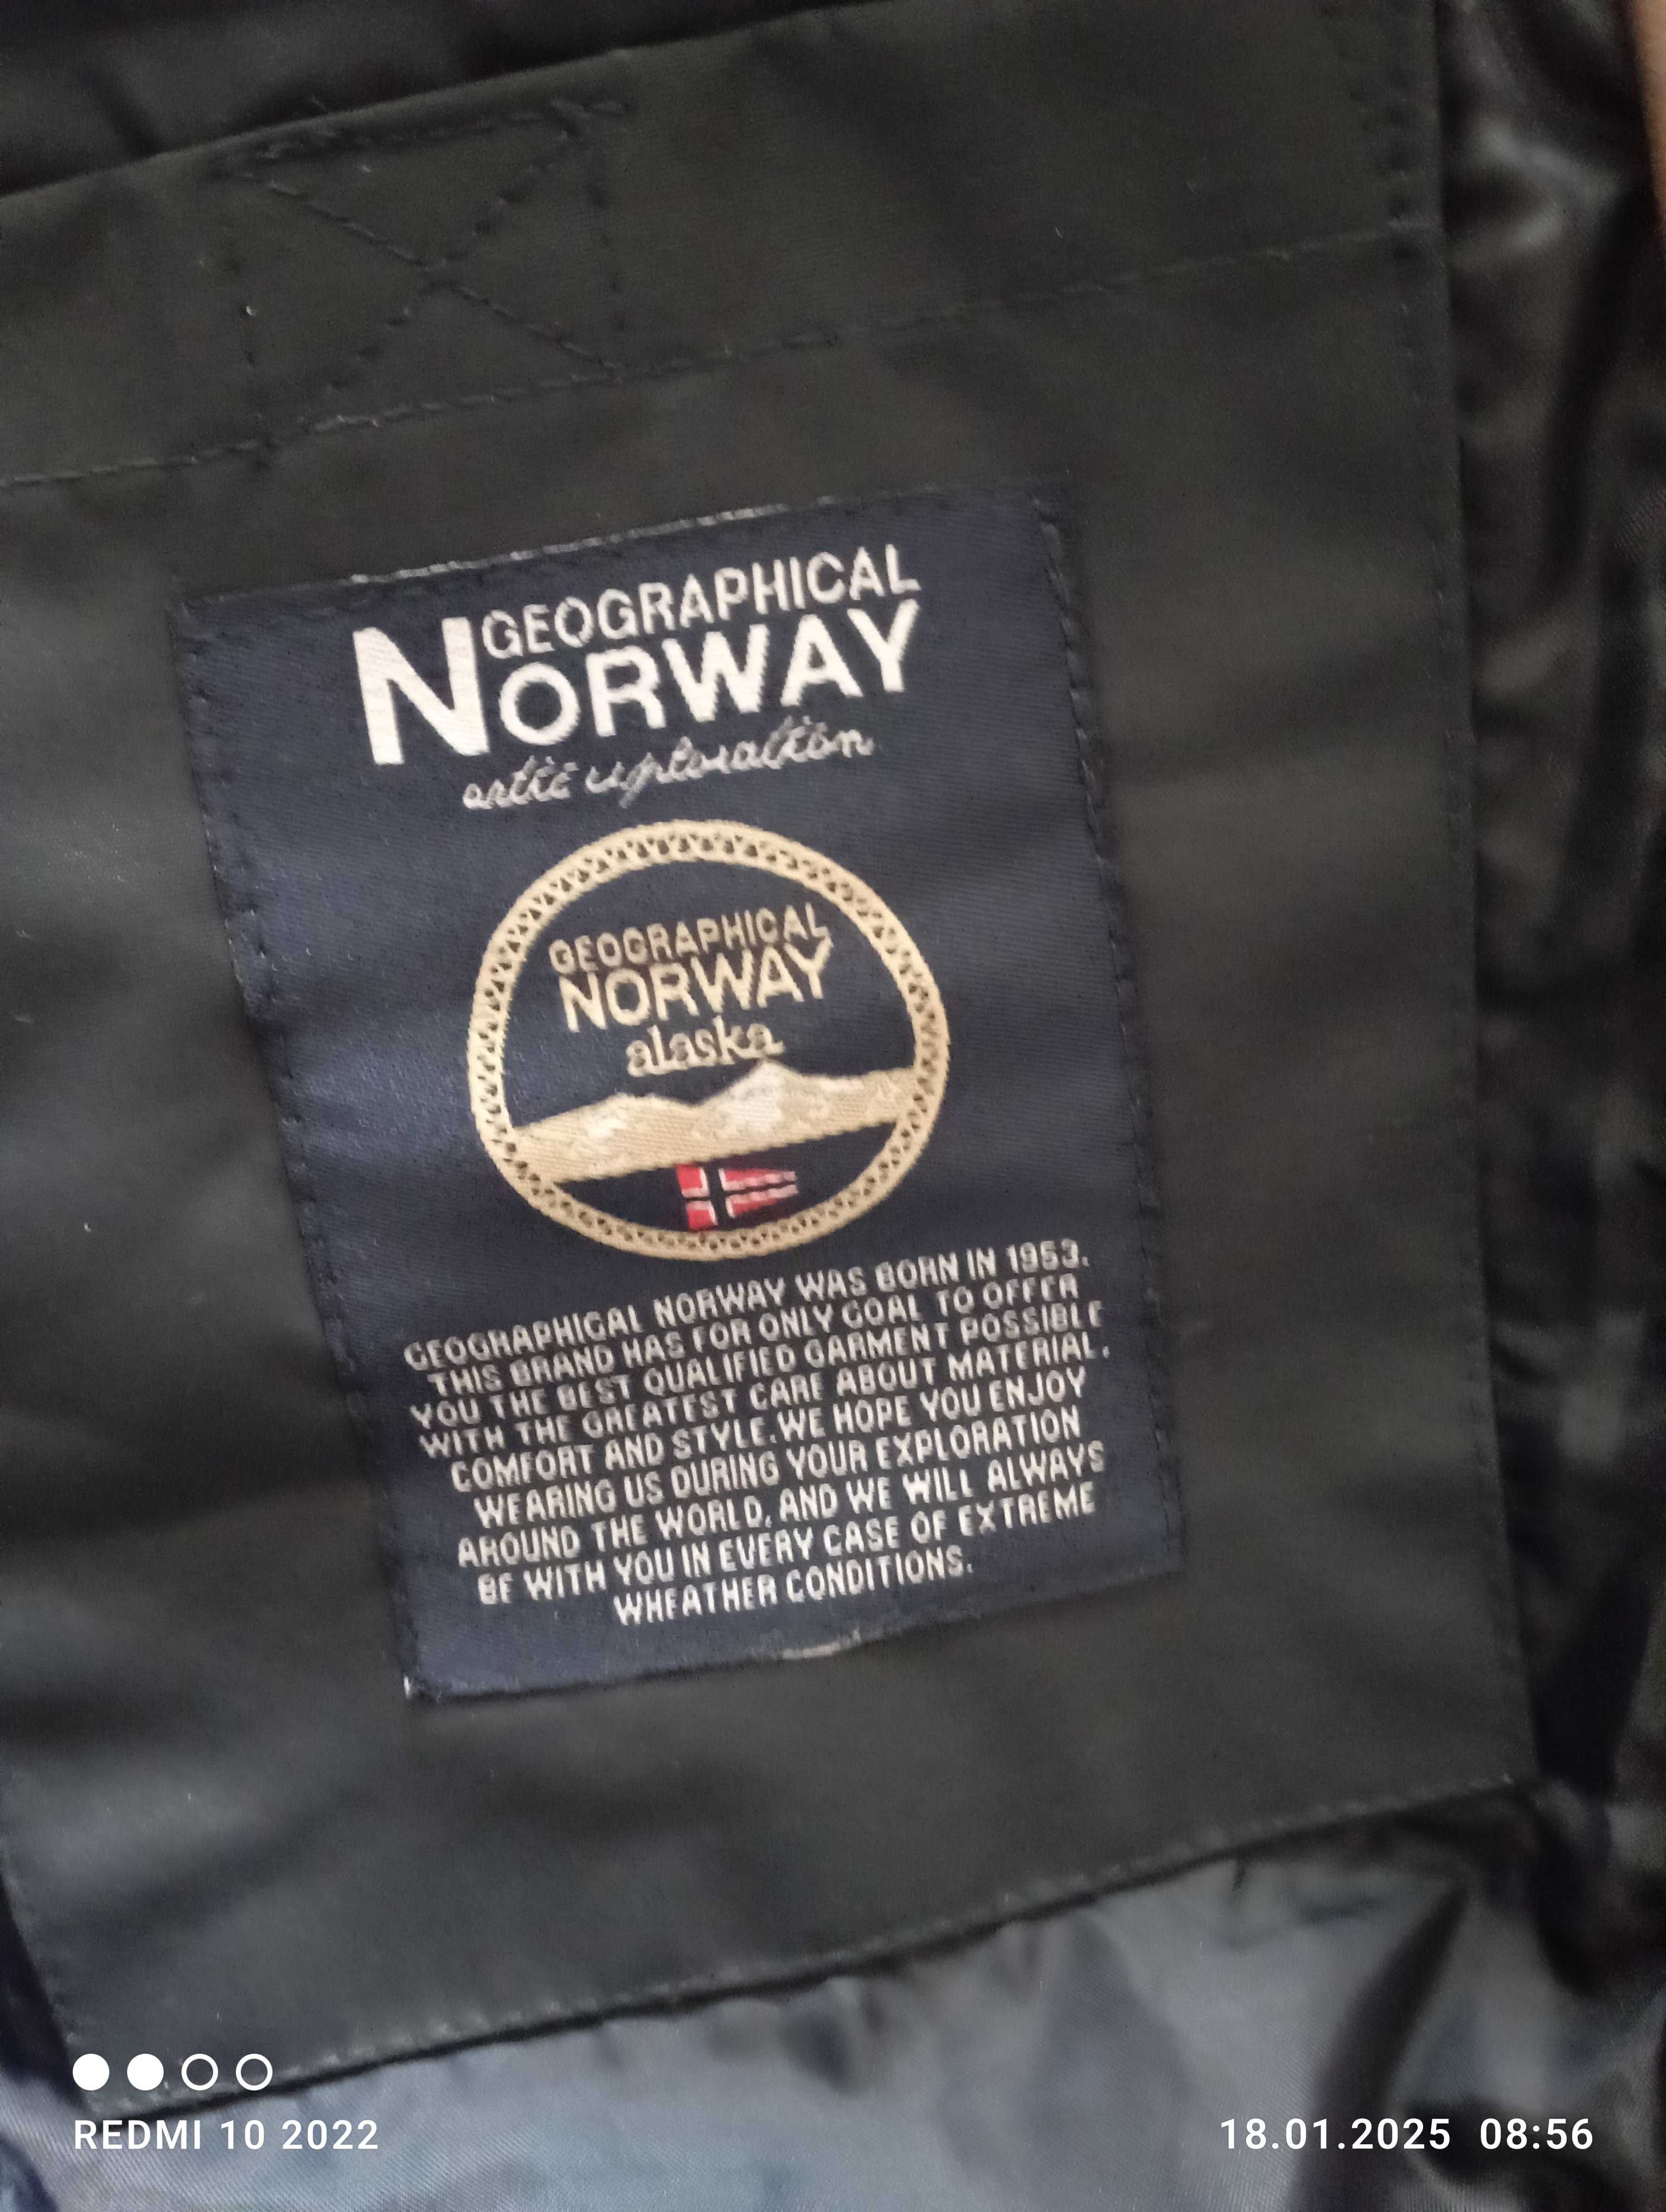 GEOGRAPHICAL
NORWAY
artic exploration
GEOGRAPHICAL
NORWAY
alaska
GEOGRAPHICAL NORWAY WAS BORN IN 1953.
THIS BRAND HAS FOR ONLY GOAL TO OFFER
YOU THE BEST QUALIFIED GARMENT POSSIBLE
WITH THE GREATEST CARE ABOUT MATERIAL,
COMFORT AND STYLE.WE HOPE YOU ENJOY
WEARING US DURING YOUR EXPLORATION
AROUND THE WORLD, AND WE WILL ALWAYS
BE WITH YOU IN EVERY CASE OF EXTREME
WHEATHER CONDITIONS.
REDMI 10 2022
18.01.2025 08:56